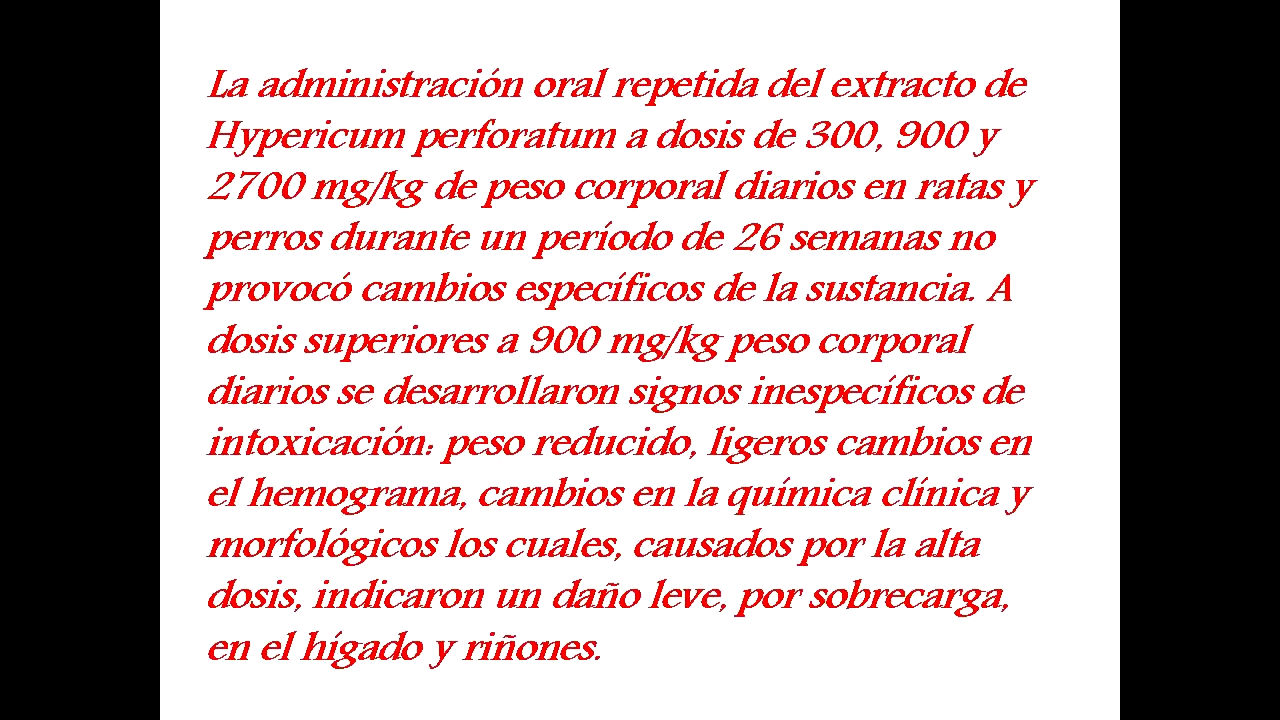 La administración oral repetida del extracto de
Hypericum perforatum a dosis de 300, 900 y
2700 mg/kg de peso corporal diarios en ratas y
perros durante un período de 26 semanas no
provocó cambios específicos de la sustancia. A
dosis superiores a 900 mg/kg peso corporal
diarios se desarrollaron signos inespecíficos de
intoxicación: peso reducido, ligeros cambios en
el hemograma, cambios en la química clínica y
morfológicos los cuales, causados por la alta
dosis, indicaron un daño leve, por sobrecarga,
en el hígado y riñones.